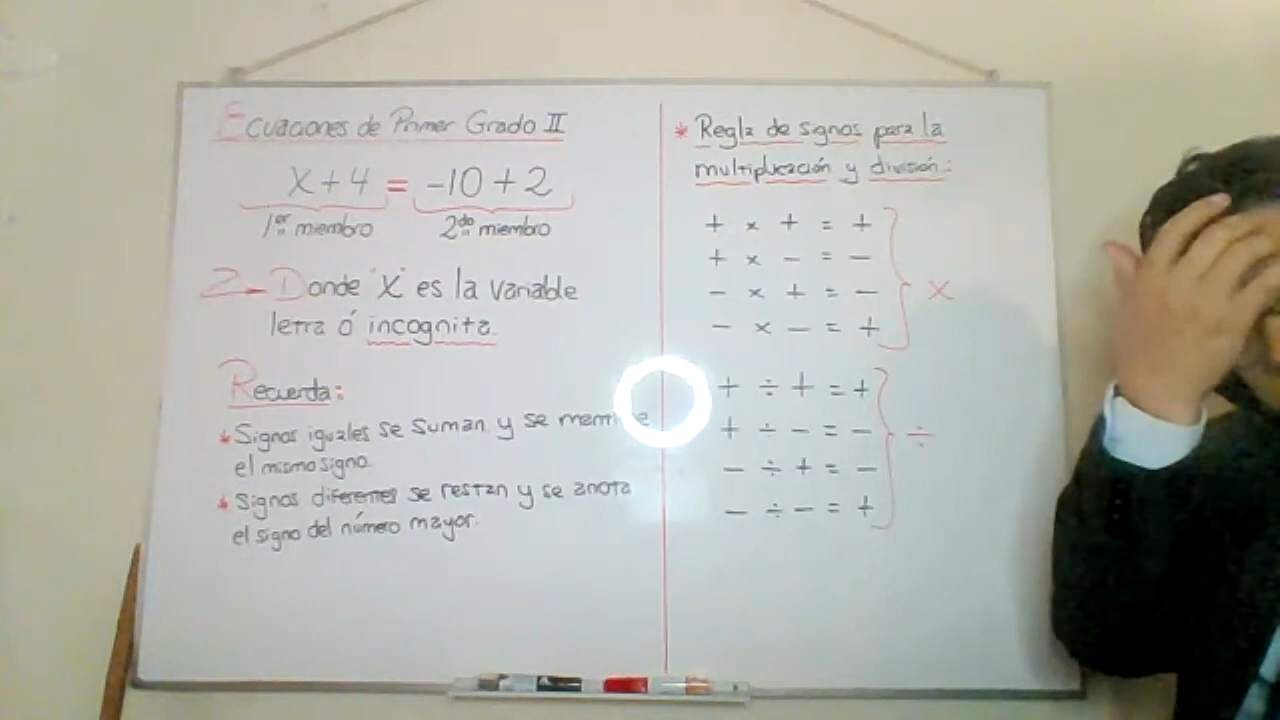 Ecuaciones de Primer Grado II
x + 4 = -10 + 2
1er miembro 2do miembro
2- Donde "x" es la variable
letra ó incognita.
Recuerda:
* Signos iguales se suman y se mantiene
el mismo signo.
* Signos diferentes se restan y se anota
el signo del número mayor.
* Regla de signos para la
multiplicación y división:
+ x + = +
+ x - = -
- x + = -
- x - = +
x
+ ÷ + = +
+ ÷ - = -
- ÷ + = -
- ÷ - = +
÷